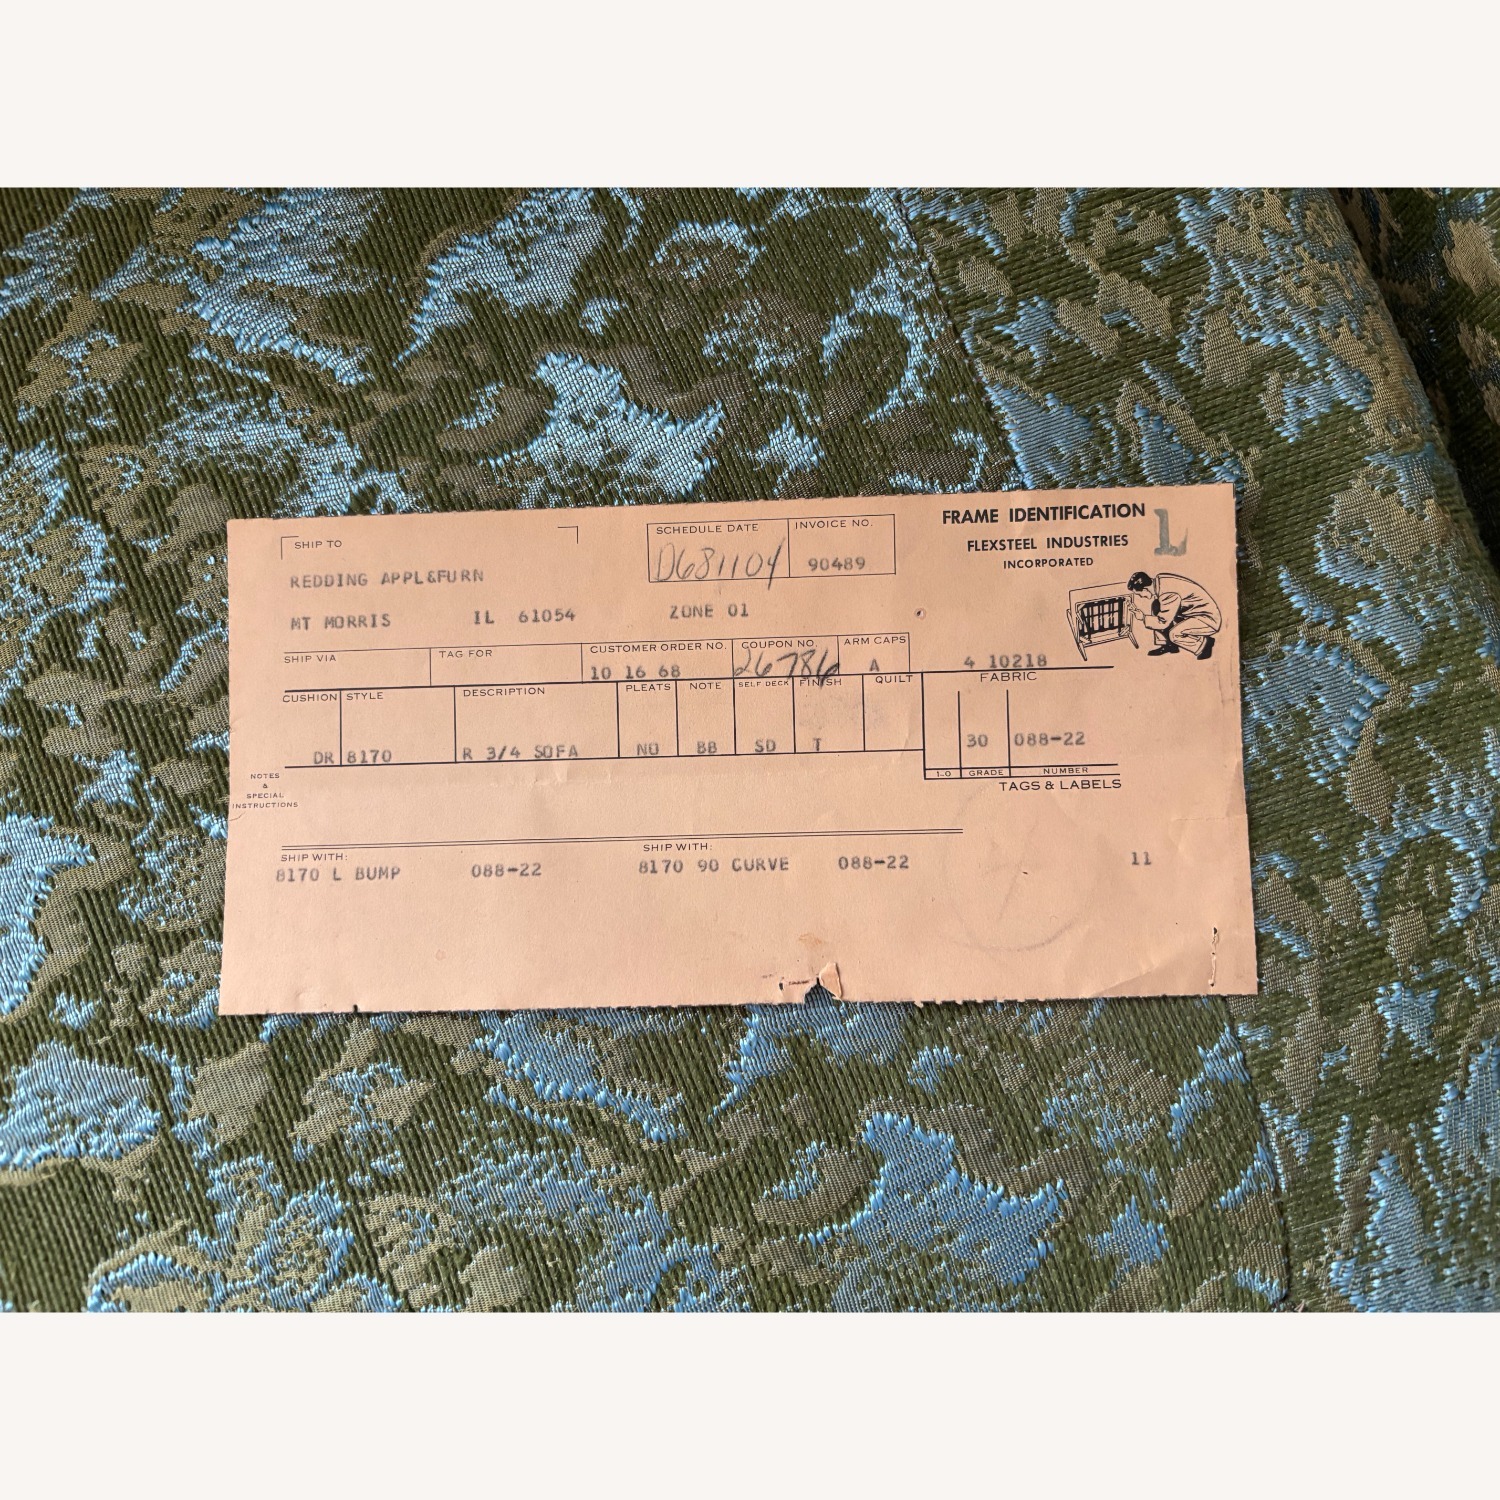 SHIP TO
SCHEDULE DATE INVOICE NO.
FRAME IDENTIFICATION L
FLEXSTEEL INDUSTRIES
INCORPORATED
D681104 90489
REDDING APPL&FURN
MT MORRIS IL 61054 ZONE 01
SHIP VIA TAG FOR CUSTOMER ORDER NO. COUPON NO. ARM CAPS
10 16 68 26786 A 4 10218
CUSHION STYLE DESCRIPTION PLEATS NOTE SELF DECK FINISH QUILT FABRIC
DR 8170 R 3/4 SOFA NO BB SD T 30 088-22
1-0 GRADE NUMBER
NOTES
&
SPECIAL
INSTRUCTIONS
TAGS & LABELS
SHIP WITH: SHIP WITH:
8170 L BUMP 088-22 8170 90 CURVE 088-22 11